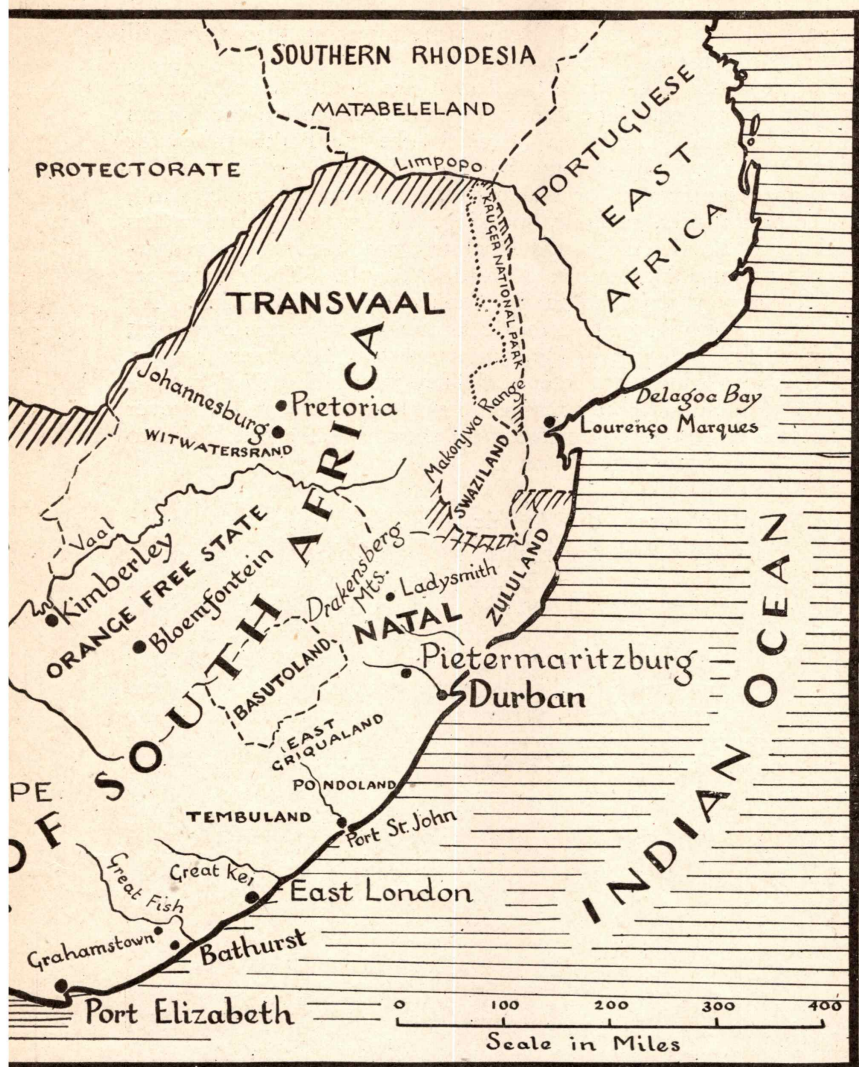 SOUTHERN RHODESIA
MATABELELAND
PROTECTORATE
Limpopo
PORTUGUESE
EAST
AFRICA
KRUGER NATIONAL PARK
TRANSVAAL
Johannesburg
Pretoria
WITWATERSRAND
Makonjwa Range
SWAZILAND
Delagoa Bay
Lourenço Marques
Vaal
Kimberley
ORANGE FREE STATE
Bloemfontein
Drakensberg
Mts.
Ladysmith
ZULULAND
NATAL
BASUTOLAND
Pietermaritzburg
Durban
EAST
GRIQUALAND
PONDOLAND
PE
OF SOUTH AFRICA
TEMBULAND
Port St. John
Great Kei
Great Fish
East London
Grahamstown
Bathurst
Port Elizabeth
INDIAN OCEAN
0 100 200 300 400
Scale in Miles